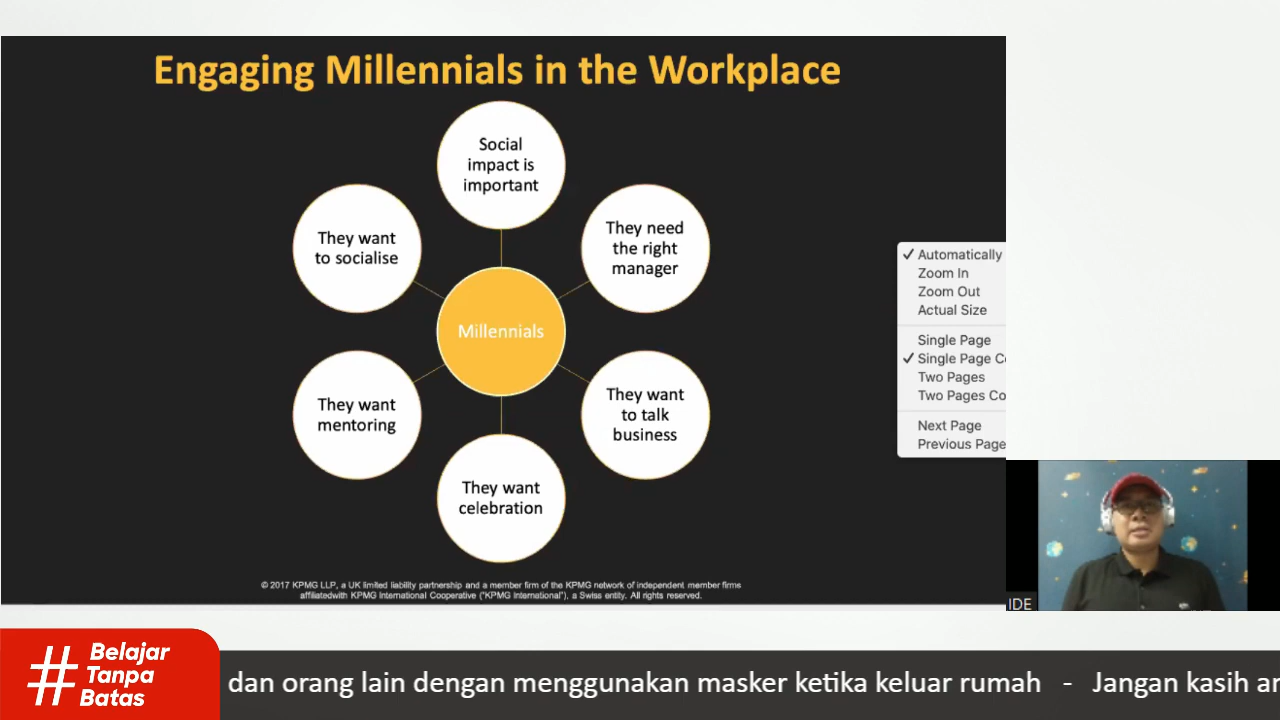 Engaging Millennials in the Workplace
Social
impact is
important
They need
the right
manager
They want
to talk
business
They want
celebration
They want
mentoring
They want
to socialise
Millennials
© 2017 KPMG LLP, a UK limited liability partnership and a member firm of the KPMG network of independent member firms
affiliatedwith KPMG International Cooperative ("KPMG International"), a Swiss entity. All rights reserved.
✓ Automatically
Zoom In
Zoom Out
Actual Size
Single Page
✓ Single Page
Two Pages
Two Pages
Next Page
Previous Page
IDE
# Belajar
Tanpa
Batas
dan orang lain dengan menggunakan masker ketika keluar rumah - Jangan kasih